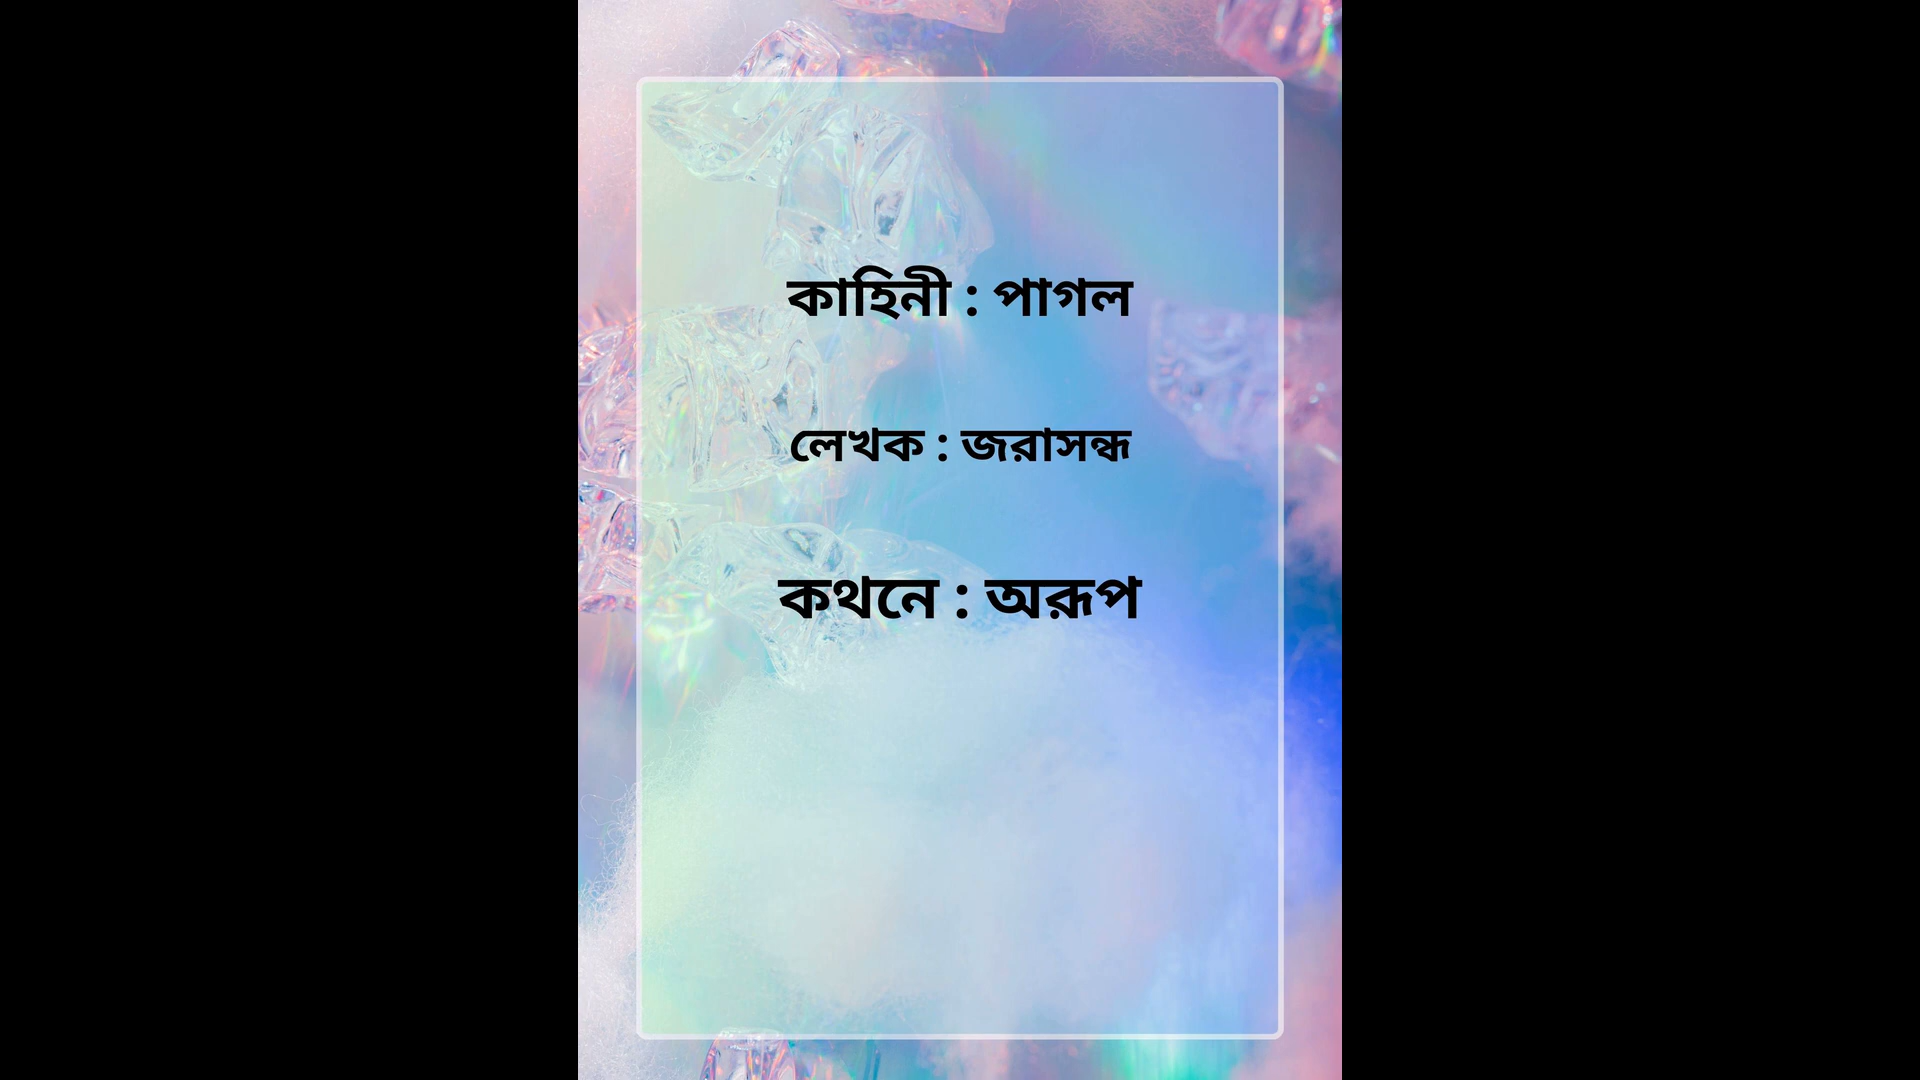 কাহিনী : পাগল
লেখক : জরাসন্ধ
কথনে : অরূপ